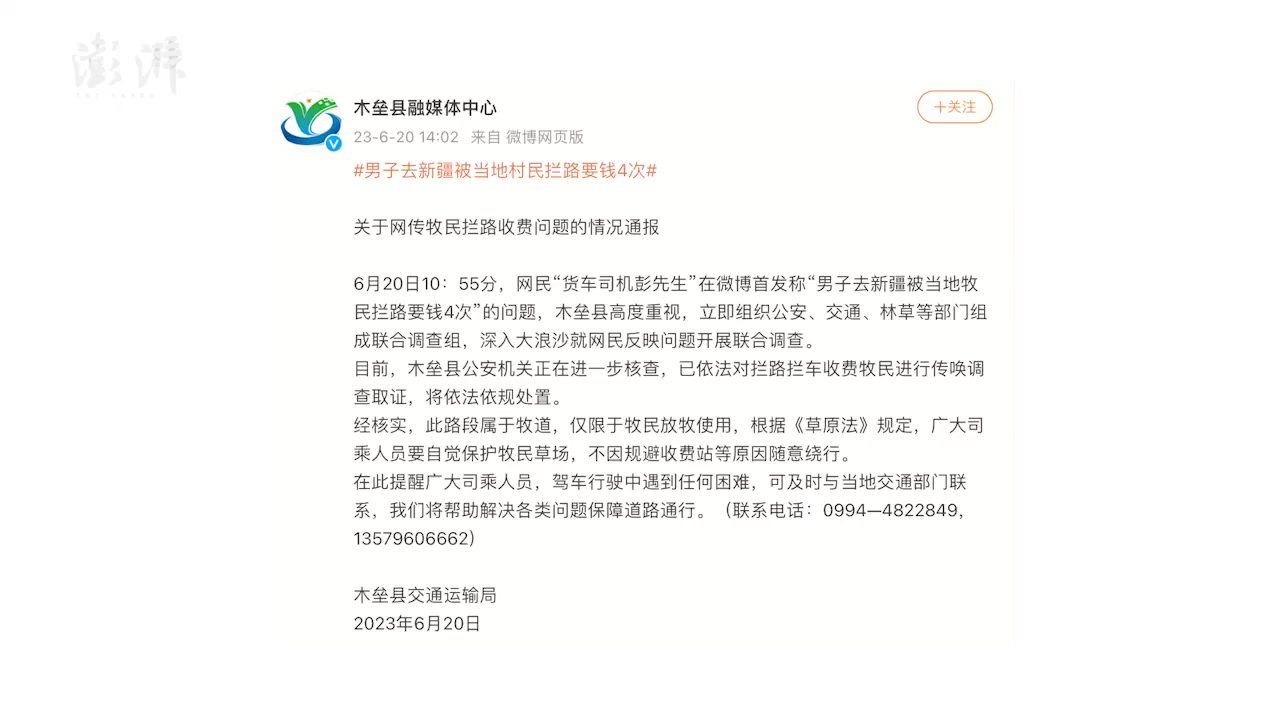 澎湃
木垒县融媒体中心
+关注
23-6-20 14:02 来自 微博网页版
#男子去新疆被当地村民拦路要钱4次#
关于网传牧民拦路收费问题的情况通报
6月20日10：55分，网民“货车司机彭先生”在微博首发称“男子去新疆被当地牧
民拦路要钱4次”的问题，木垒县高度重视，立即组织公安、交通、林草等部门组
成联合调查组，深入大浪沙就网民反映问题开展联合调查。
目前，木垒县公安机关正在进一步核查，已依法对拦路拦车收费牧民进行传唤调
查取证，将依法依规处置。
经核实，此路段属于牧道，仅限于牧民放牧使用，根据《草原法》规定，广大司
乘人员要自觉保护牧民草场，不因规避收费站等原因随意绕行。
在此提醒广大司乘人员，驾车行驶中遇到任何困难，可及时与当地交通部门联
系，我们将帮助解决各类问题保障道路通行。（联系电话：0994—4822849，
13579606662）
木垒县交通运输局
2023年6月20日